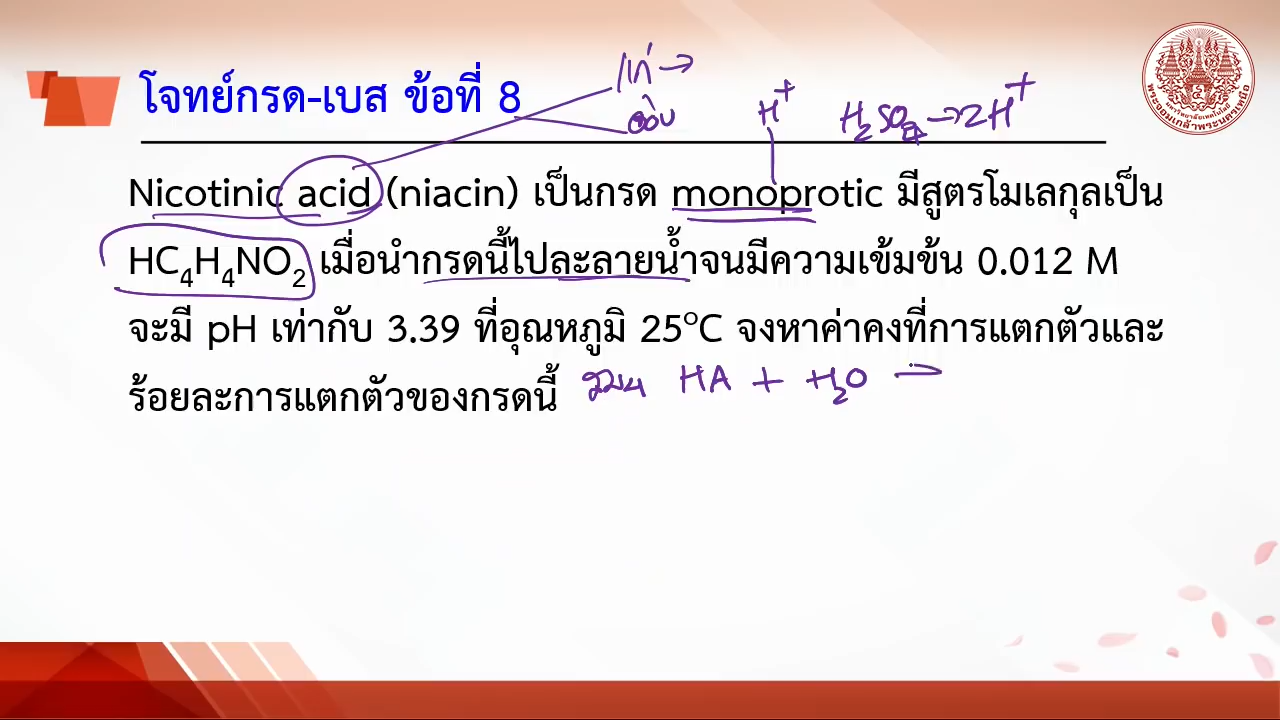 โจทย์กรด-เบส ข้อที่ 8
แก่ →
อ่อน
H⁺
H₂SO₄ → 2H⁺
Nicotinic acid (niacin) เป็นกรด monoprotic มีสูตรโมเลกุลเป็น
HC₄H₄NO₂ เมื่อนำกรดนี้ไปละลายน้ำจนมีความเข้มข้น 0.012 M
จะมี pH เท่ากับ 3.39 ที่อุณหภูมิ 25°C จงหาค่าคงที่การแตกตัวและ
ร้อยละการแตกตัวของกรดนี้
HA + H₂O →